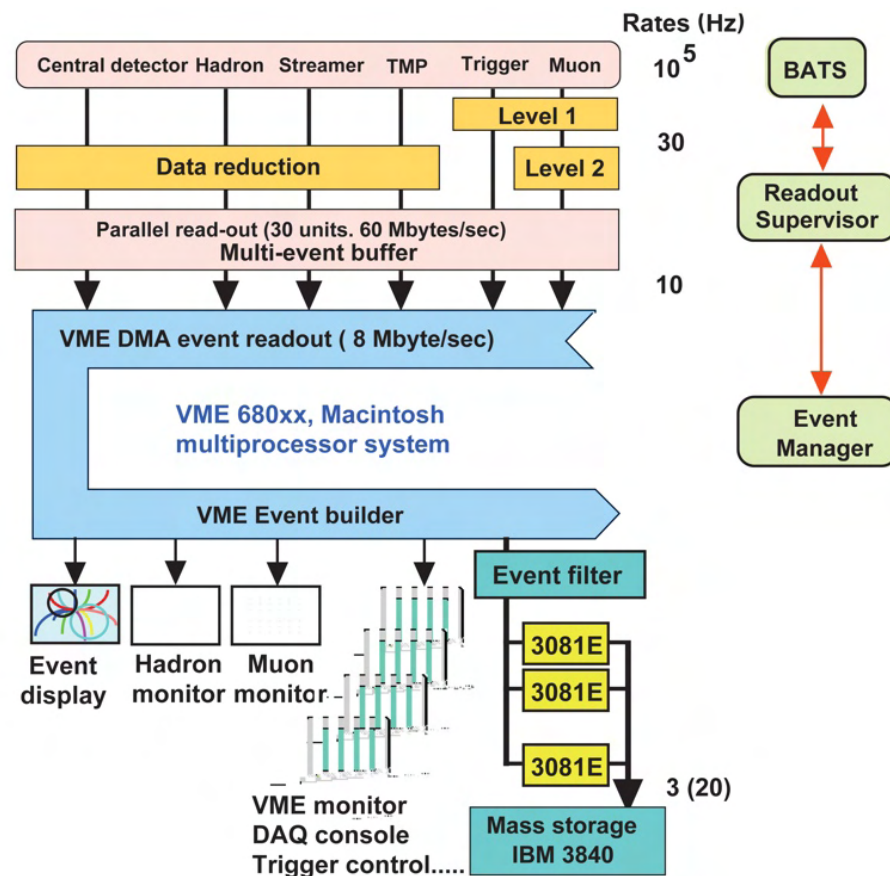 Rates (Hz)
Central detector Hadron Streamer TMP Trigger Muon
10^5
BATS
Level 1
30
Data reduction
Level 2
Readout
Supervisor
Parallel read-out (30 units. 60 Mbytes/sec)
Multi-event buffer
10
VME DMA event readout ( 8 Mbyte/sec)
VME 680xx, Macintosh
multiprocessor system
Event
Manager
VME Event builder
Event filter
3081E
3081E
3081E
Event
display
Hadron
monitor
Muon
monitor
3 (20)
VME monitor
DAQ console
Trigger control.....
Mass storage
IBM 3840